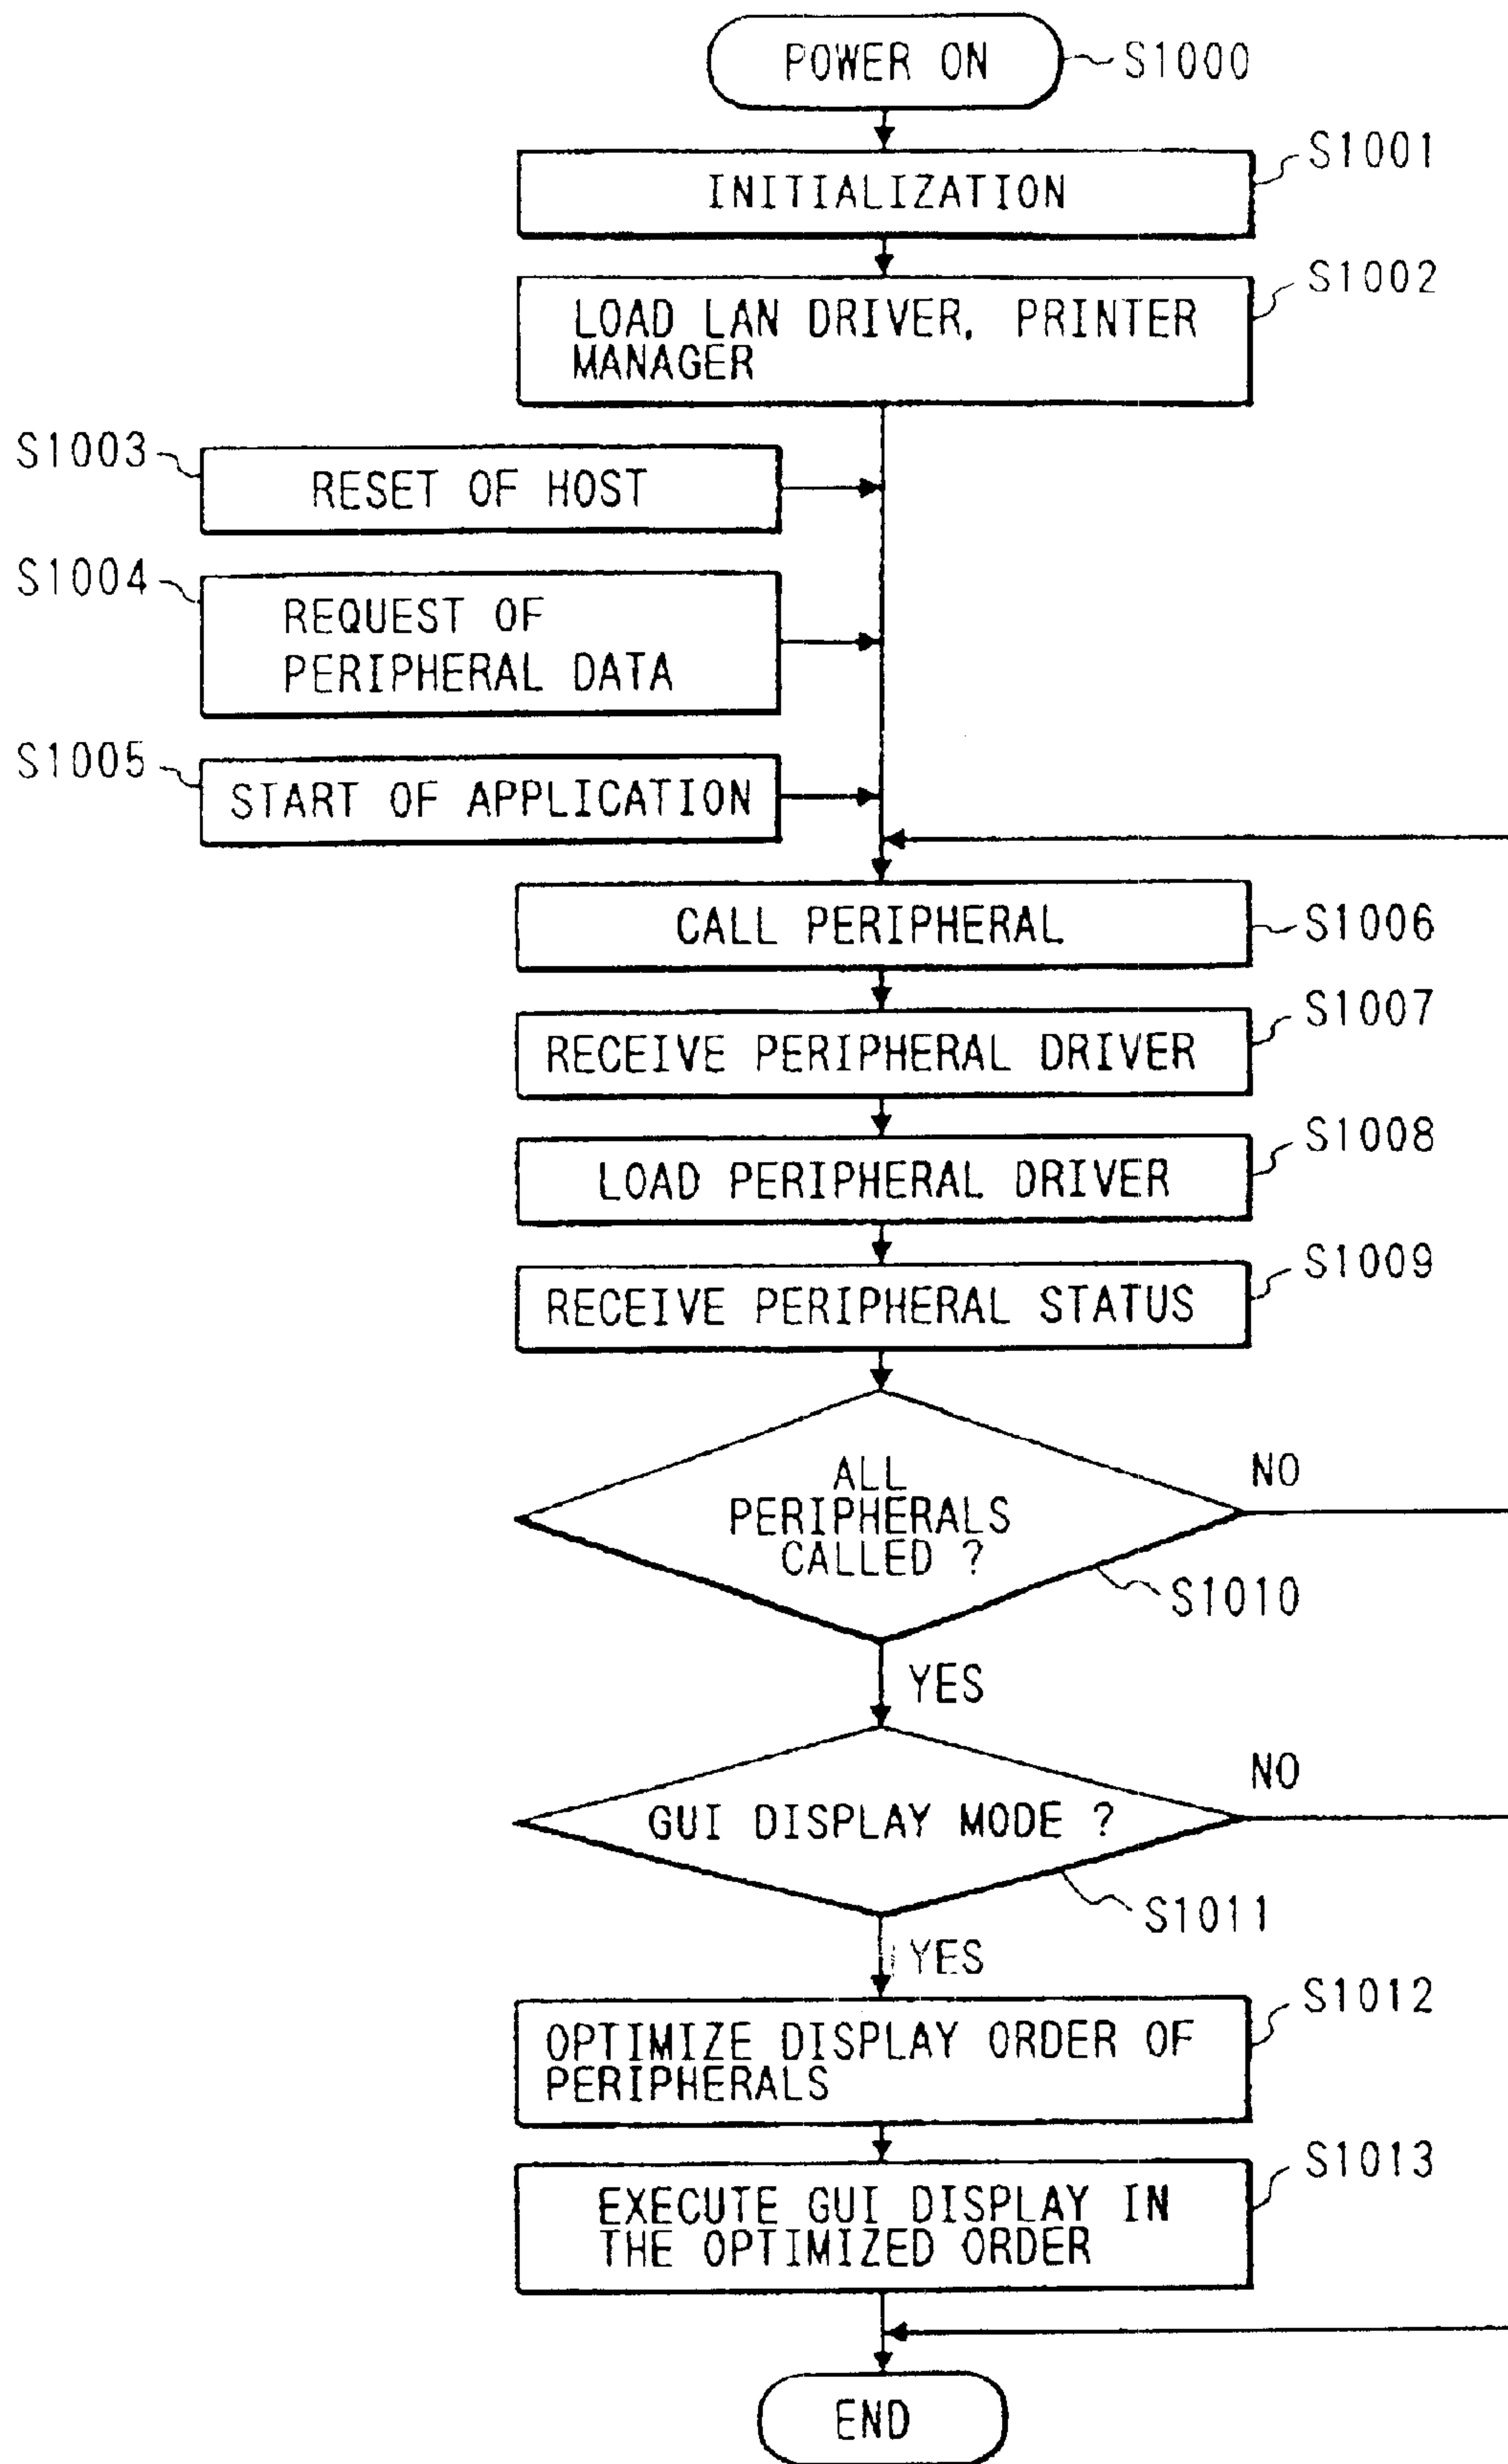 POWER ON
S1000
INITIALIZATION
S1001
LOAD LAN DRIVER, PRINTER
MANAGER
S1002
S1003
RESET OF HOST
S1004
REQUEST OF
PERIPHERAL DATA
S1005
START OF APPLICATION
CALL PERIPHERAL
S1006
RECEIVE PERIPHERAL DRIVER
S1007
LOAD PERIPHERAL DRIVER
S1008
RECEIVE PERIPHERAL STATUS
S1009
ALL
PERIPHERALS
CALLED ?
NO
S1010
YES
GUI DISPLAY MODE ?
NO
S1011
YES
OPTIMIZE DISPLAY ORDER OF
PERIPHERALS
S1012
EXECUTE GUI DISPLAY IN
THE OPTIMIZED ORDER
S1013
END